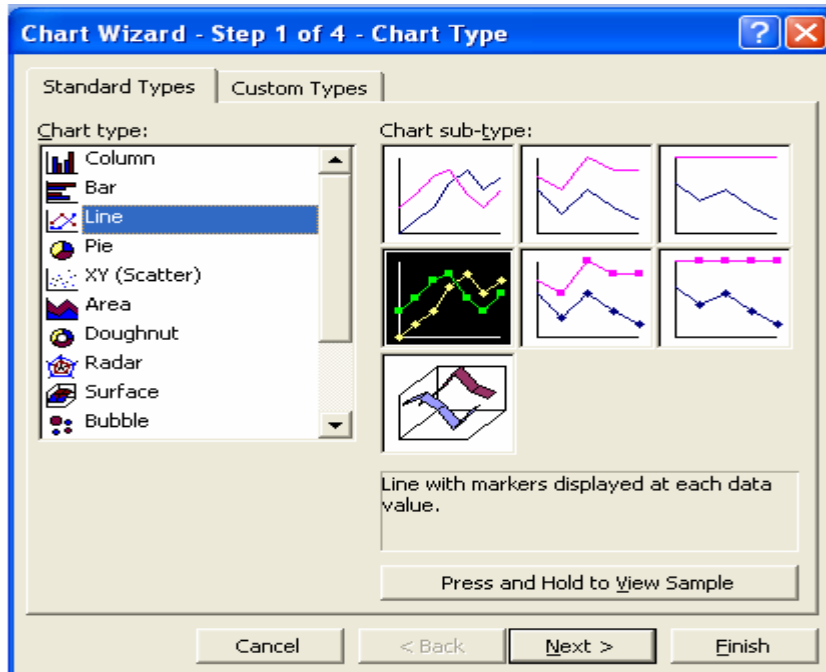 Chart Wizard - Step 1 of 4 - Chart Type
Standard Types
Custom Types
Chart type:
Column
Bar
Line
Pie
XY (Scatter)
Area
Doughnut
Radar
Surface
Bubble
Chart sub-type:
Line with markers displayed at each data
value.
Press and Hold to View Sample
Cancel
< Back
Next >
Finish